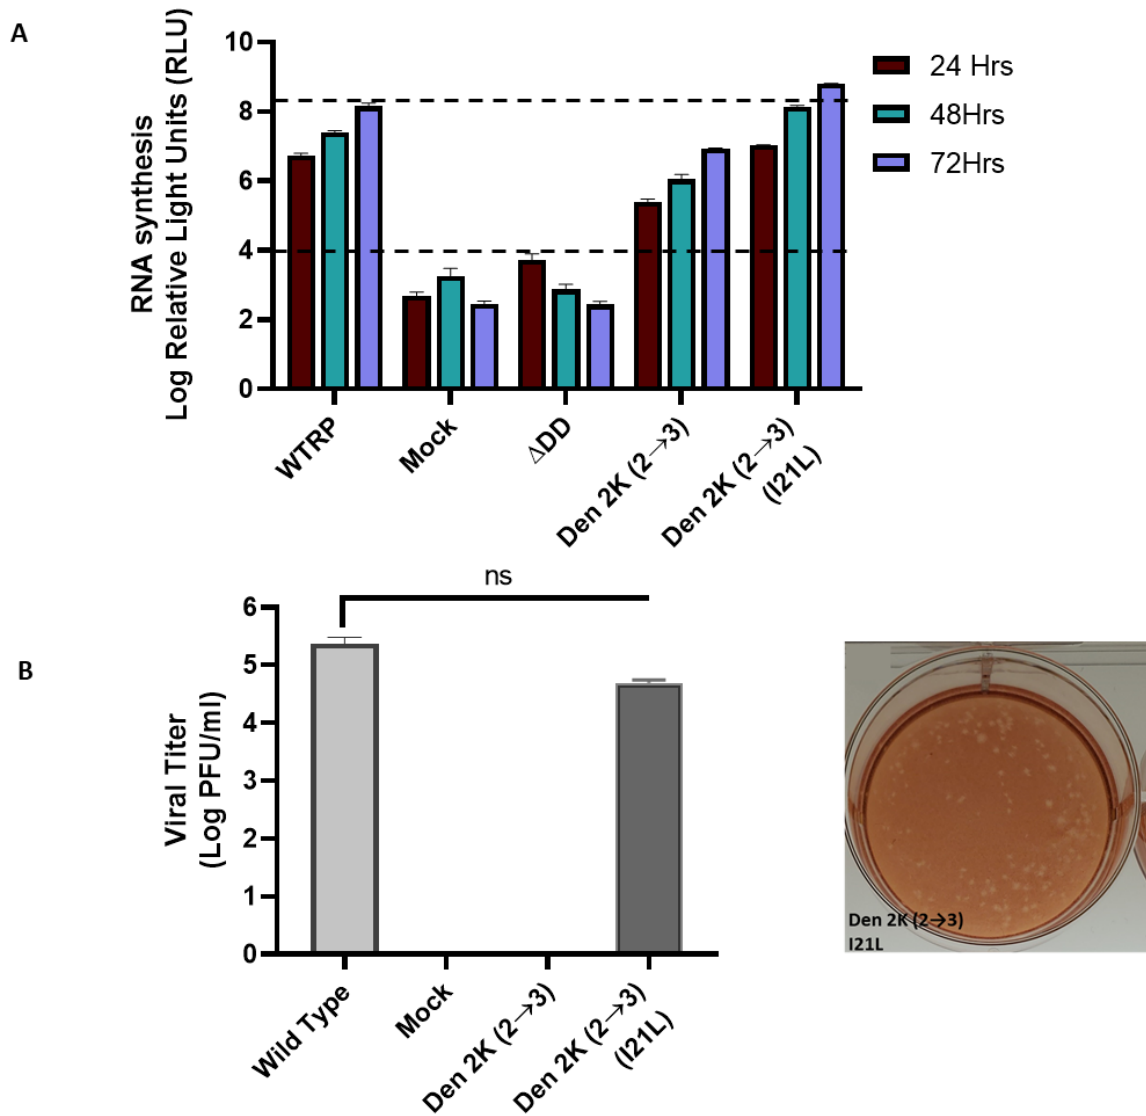 A
RNA synthesis
Log Relative Light Units (RLU)
10
8
6
4
2
0
24 Hrs
48Hrs
72Hrs
WTRP
Mock
ΔDD
Den 2K (2→3)
Den 2K (2→3)
(I21L)
B
Viral Titer
(Log PFU/ml)
6
5
4
3
2
1
0
ns
Wild Type
Mock
Den 2K (2→3)
Den 2K (2→3)
(I21L)
Den 2K (2→3)
I21L